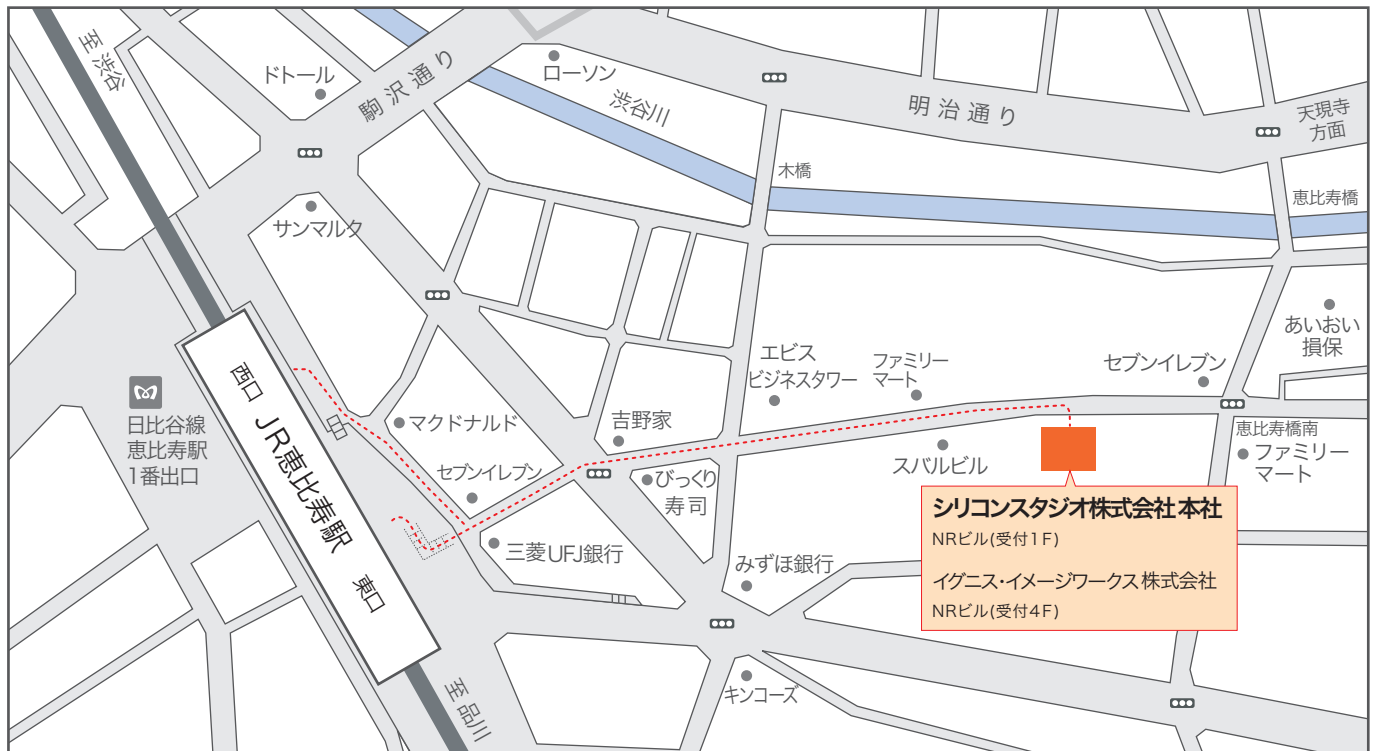 至渋谷
ドトール
駒沢通り
ローソン
渋谷川
明治通り
天現寺
方面
木橋
恵比寿橋
サンマルク
あいおい
損保
エビス
ビジネスタワー
ファミリー
マート
セブンイレブン
西口 JR恵比寿駅 東口
日比谷線
恵比寿駅
1番出口
マクドナルド
吉野家
恵比寿橋南
ファミリー
マート
セブンイレブン
びっくり
寿司
スバルビル
三菱UFJ銀行
みずほ銀行
シリコンスタジオ株式会社 本社
NRビル(受付1F)
イグニス・イメージワークス 株式会社
NRビル(受付4F)
キンコーズ
至品川